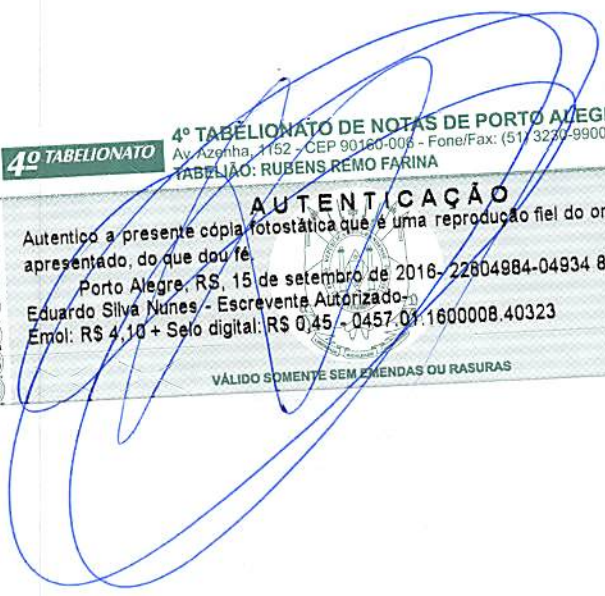 4º TABELIONATO
4º TABELIONATO DE NOTAS DE PORTO ALEG
Av. Azenha, 1152 - CEP 90160-006 - Fone/Fax: (51) 3230-9900
TABELIÃO: RUBENS REMO FARINA
AUTENTICAÇÃO
Autentico a presente cópia fotostática que é uma reprodução fiel do or
apresentado, do que dou fé.
Porto Alegre, RS, 15 de setembro de 2016- 22804984-04934 8
Eduardo Silva Nunes - Escrevente Autorizado-
Emol: R$ 4,10 + Selo digital: R$ 0,45 - 0457.01.1600008.40323
VÁLIDO SOMENTE SEM EMENDAS OU RASURAS